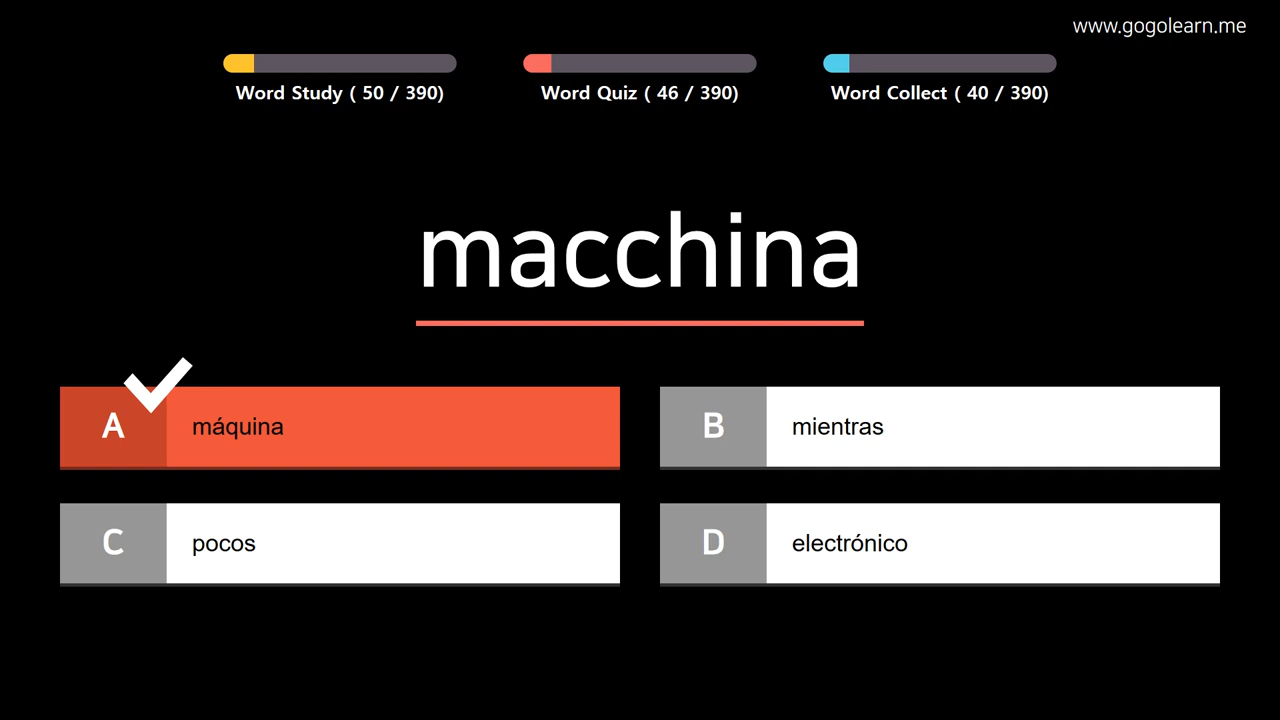 www.gogolearn.me
Word Study ( 50 / 390)
Word Quiz ( 46 / 390)
Word Collect ( 40 / 390)
macchina
A máquina
B mientras
C pocos
D electrónico